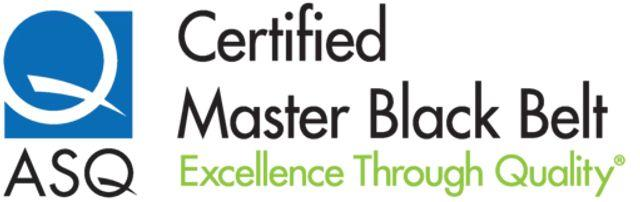 Certified
Master Black Belt
Excellence Through Quality®
ASQ